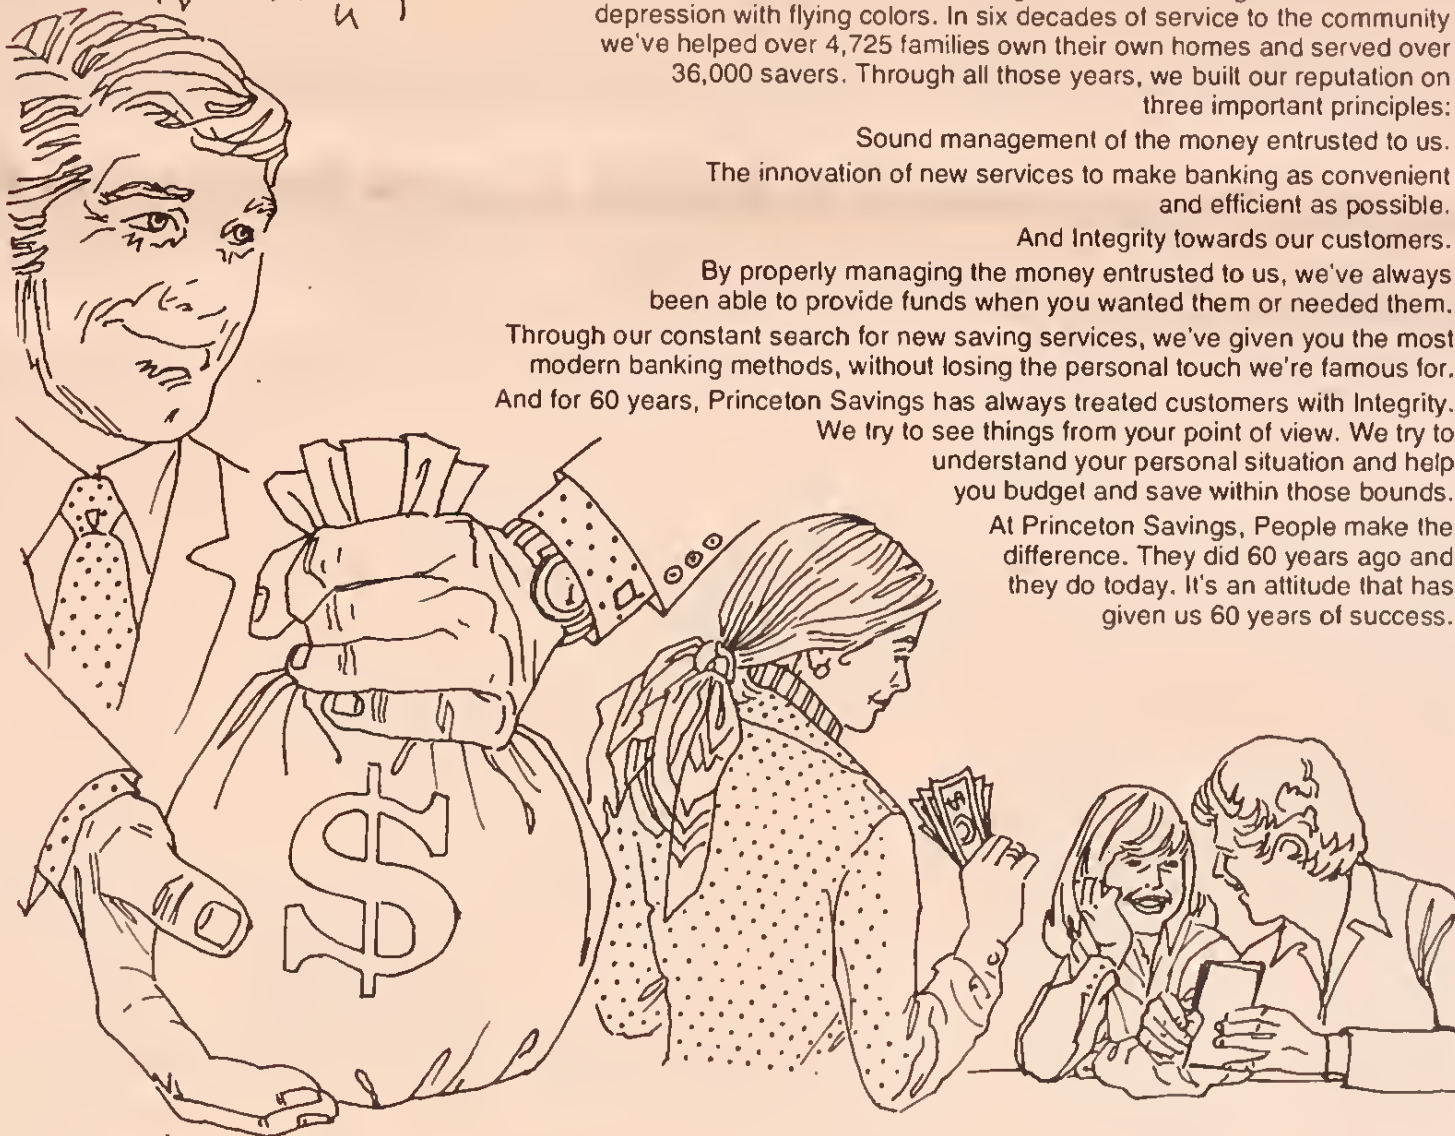 depression with flying colors. In six decades of service to the community
we've helped over 4,725 families own their own homes and served over
36,000 savers. Through all those years, we built our reputation on
three important principles:
Sound management of the money entrusted to us.
The innovation of new services to make banking as convenient
and efficient as possible.
And Integrity towards our customers.
By properly managing the money entrusted to us, we've always
been able to provide funds when you wanted them or needed them.
Through our constant search for new saving services, we've given you the most
modern banking methods, without losing the personal touch we're famous for.
And for 60 years, Princeton Savings has always treated customers with Integrity.
We try to see things from your point of view. We try to
understand your personal situation and help
you budget and save within those bounds.
At Princeton Savings, People make the
difference. They did 60 years ago and
they do today. It's an attitude that has
given us 60 years of success.
$